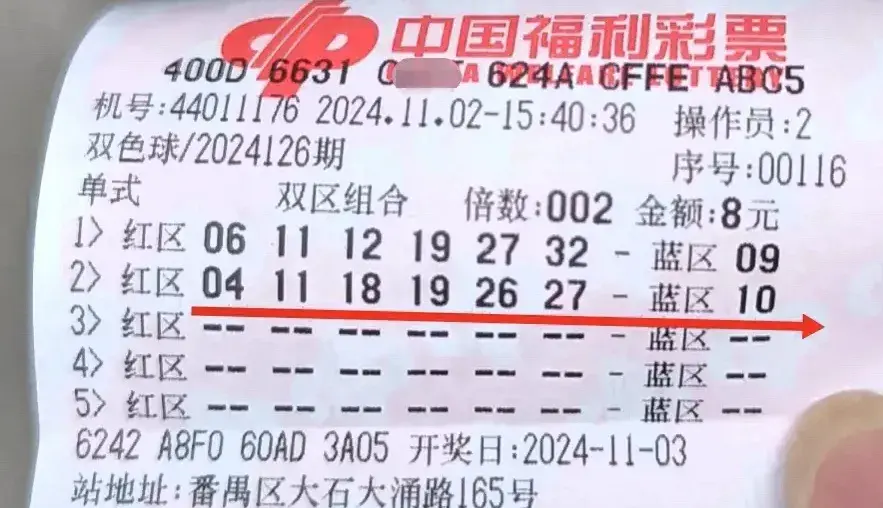 中国福利彩票
400D 6631 C 624A CFFE ABC5
机号:44011176 2024.11.02-15:40:36 操作员:2
双色球/2024126期 序号:00116
单式 双区组合 倍数:002 金额:8元
1> 红区 06 11 12 19 27 32 - 蓝区 09
2> 红区 04 11 18 19 26 27 - 蓝区 10
3> 红区 -- -- -- -- -- -- - 蓝区 --
4> 红区 -- -- -- -- -- -- - 蓝区 --
5> 红区 -- -- -- -- -- -- - 蓝区 --
6242 A8F0 60AD 3A05 开奖日:2024-11-03
站地址:番禺区大石大涌路165号